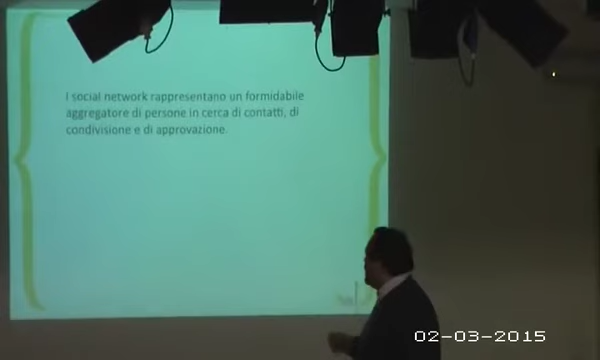 I social network rappresentano un formidabile
aggregatore di persone in cerca di contatti, di
condivisione e di approvazione.
02-03-2015